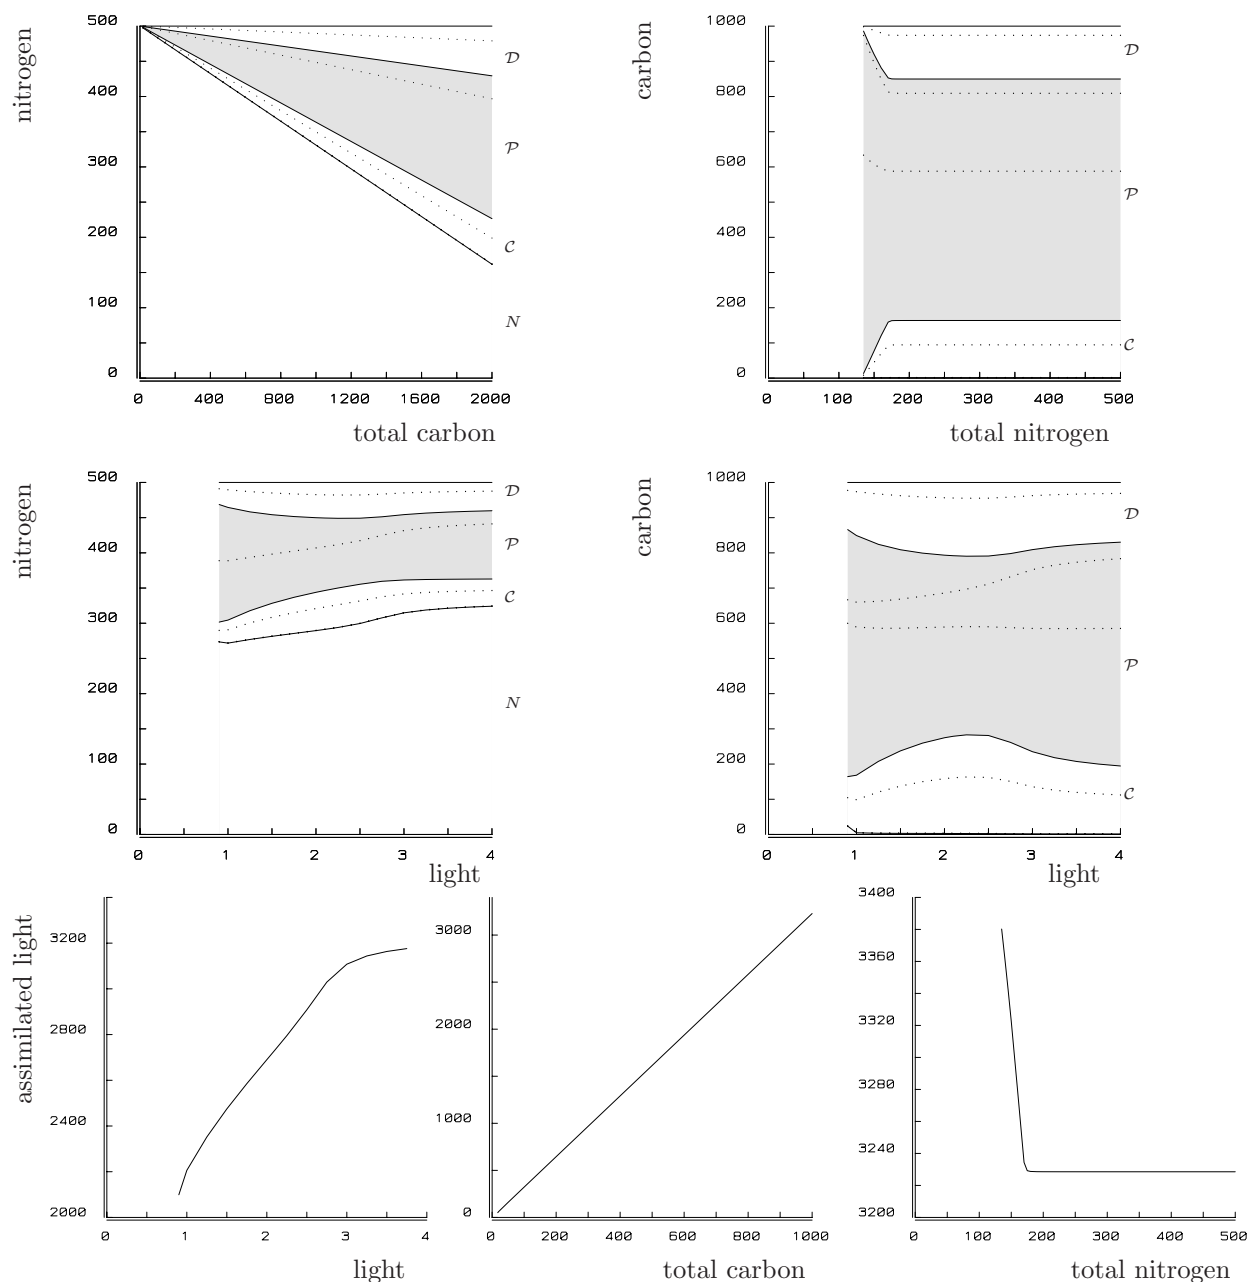 nitrogen
500
400
300
200
100
0
0 400 800 1200 1600 2000
total carbon
D
P
C
N
carbon
1000
800
600
400
200
0
0 100 200 300 400 500
total nitrogen
D
P
C
nitrogen
500
400
300
200
100
0
0 1 2 3 4
light
D
P
C
N
carbon
1000
800
600
400
200
0
0 1 2 3 4
light
D
P
C
assimilated light
3200
2800
2400
2000
0 1 2 3 4
light
3000
2000
1000
0
0 200 400 600 800 1000
total carbon
3400
3360
3320
3280
3240
3200
0 100 200 300 400 500
total nitrogen